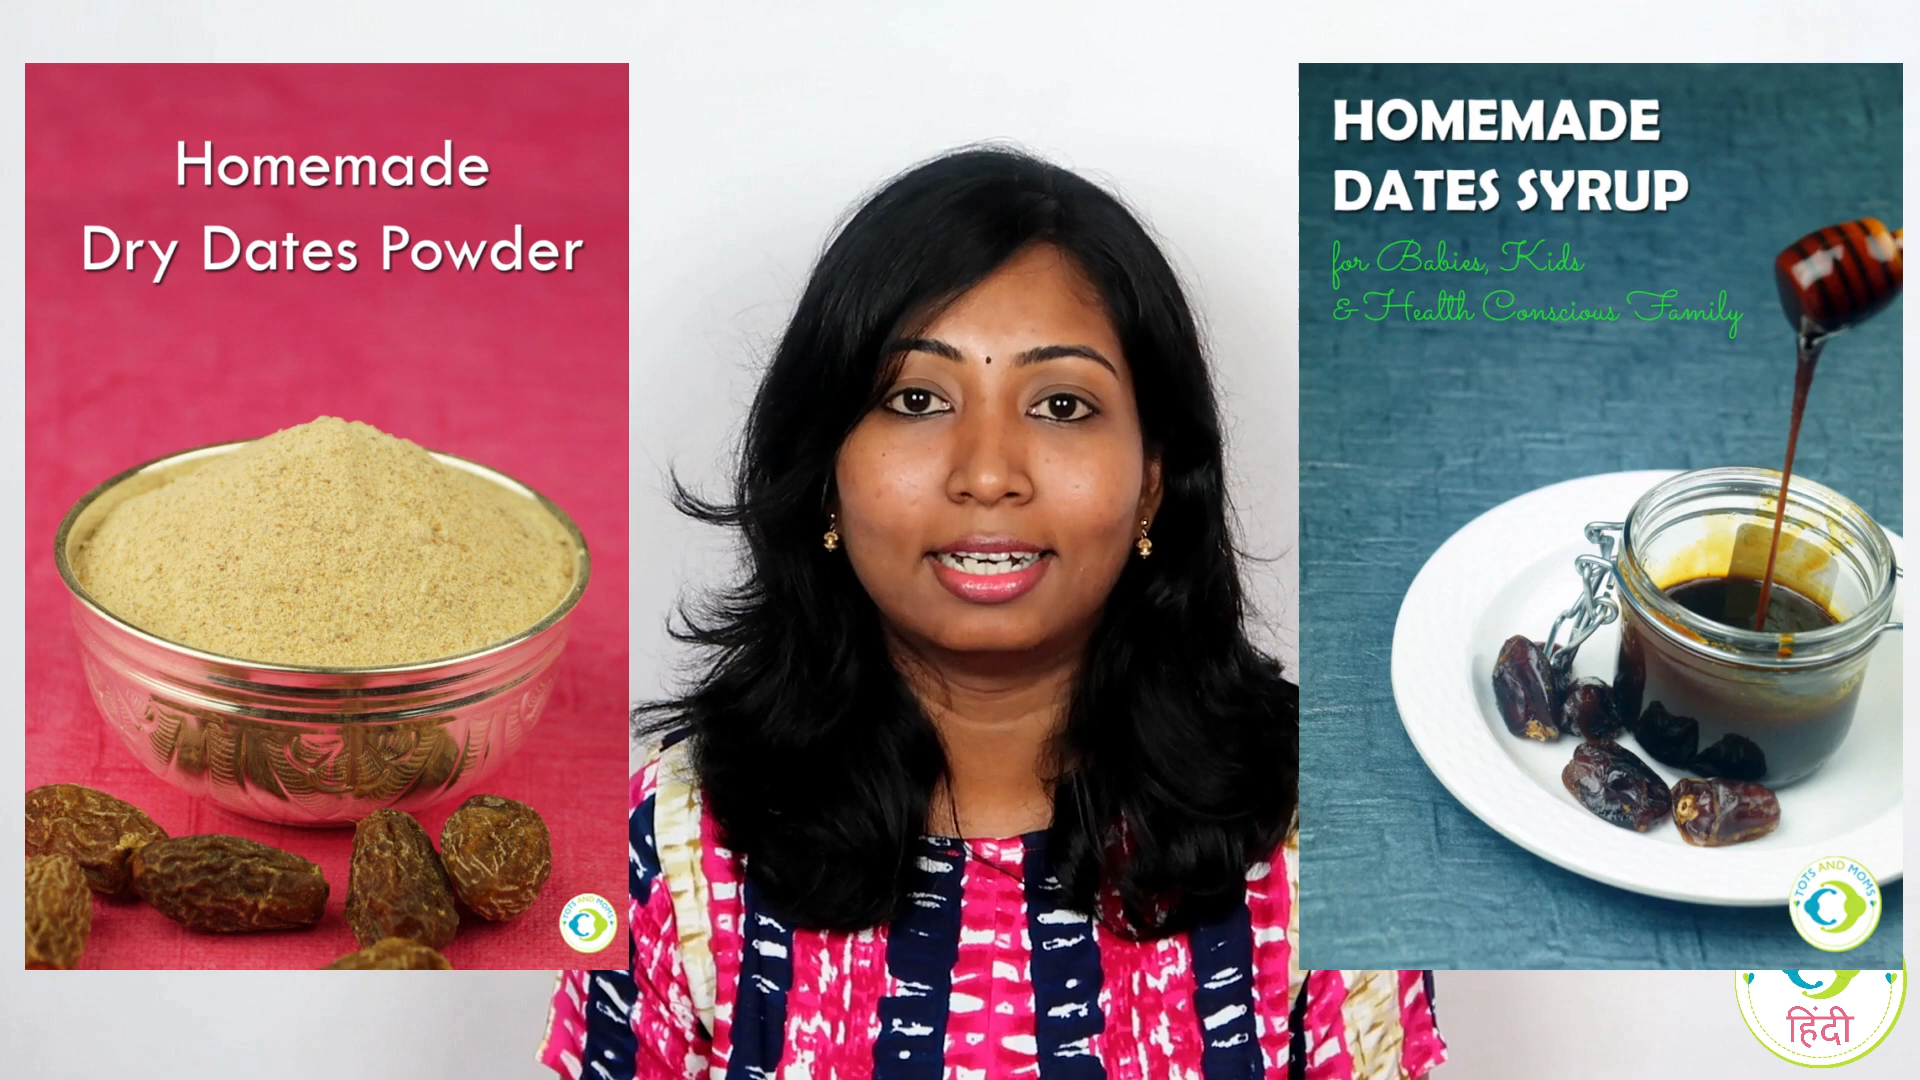 Homemade
Dry Dates Powder
TOTS AND MOMS
HOMEMADE
DATES SYRUP
for Babies, Kids
& Health Conscious Family
TOTS AND MOMS
हिंदी